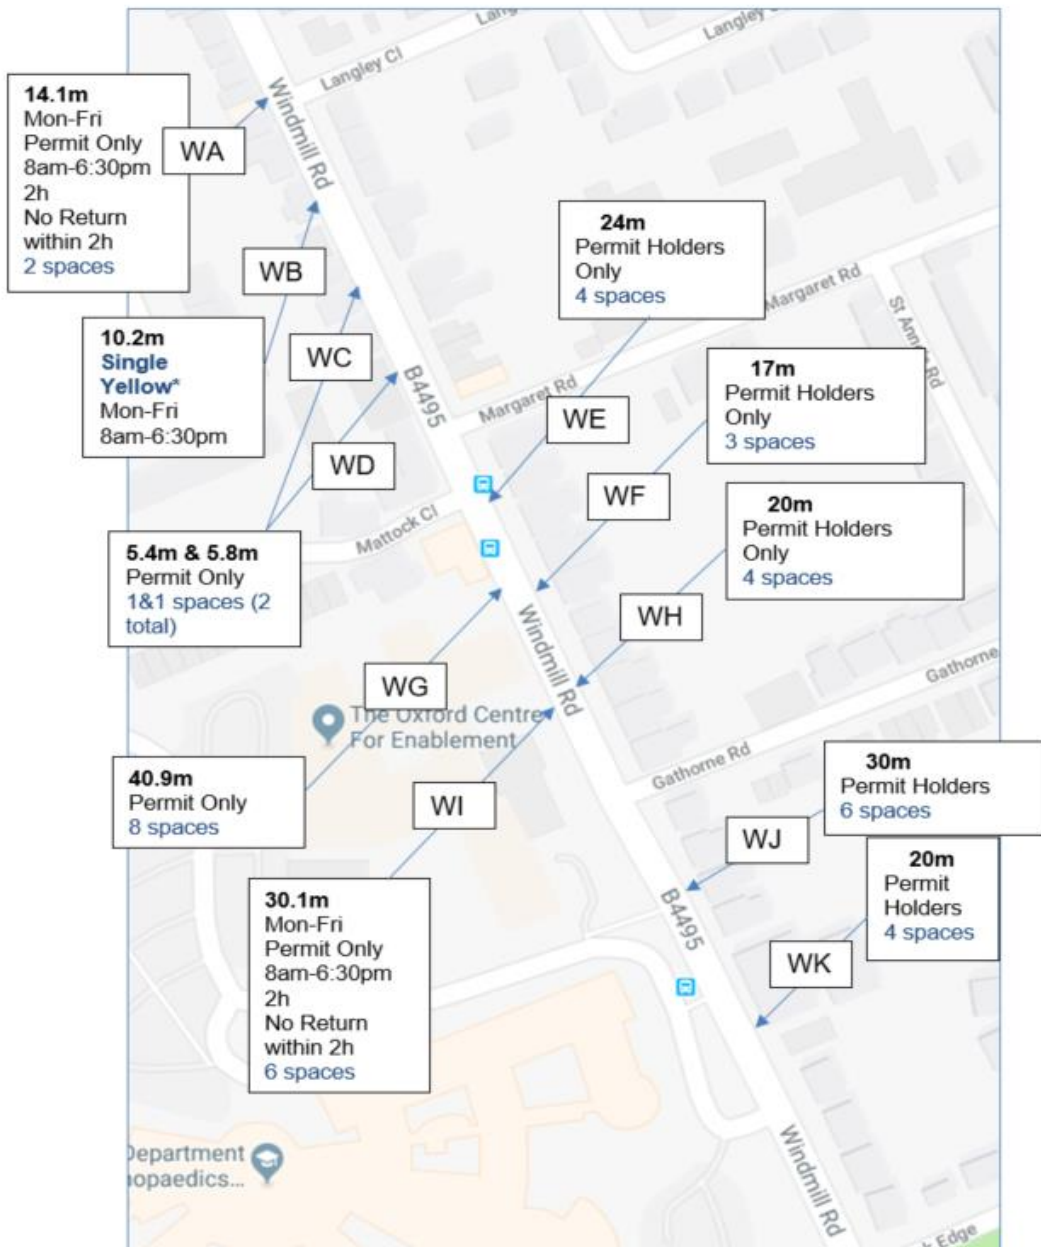 Lang
Langley C
Langley Cl
Windmill Rd
14.1m
Mon-Fri
Permit Only
8am-6:30pm
2h
No Return
within 2h
2 spaces
WA
24m
Permit Holders
Only
4 spaces
WB
Margaret Rd
St Anne's Rd
10.2m
Single
Yellow*
Mon-Fri
8am-6:30pm
WC
B4495
17m
Permit Holders
Only
3 spaces
Margaret Rd
WE
WD
WF
20m
Permit Holders
Only
4 spaces
Mattock Cl
5.4m & 5.8m
Permit Only
1&1 spaces (2
total)
WH
Windmill Rd
WG
Gathorne
The Oxford Centre
For Enablement
Gathorne Rd
40.9m
Permit Only
8 spaces
WI
30m
Permit Holders
6 spaces
WJ
20m
Permit
Holders
4 spaces
30.1m
Mon-Fri
Permit Only
8am-6:30pm
2h
No Return
within 2h
6 spaces
B4495
WK
Department
opaedics...
Windmill Rd
Edge